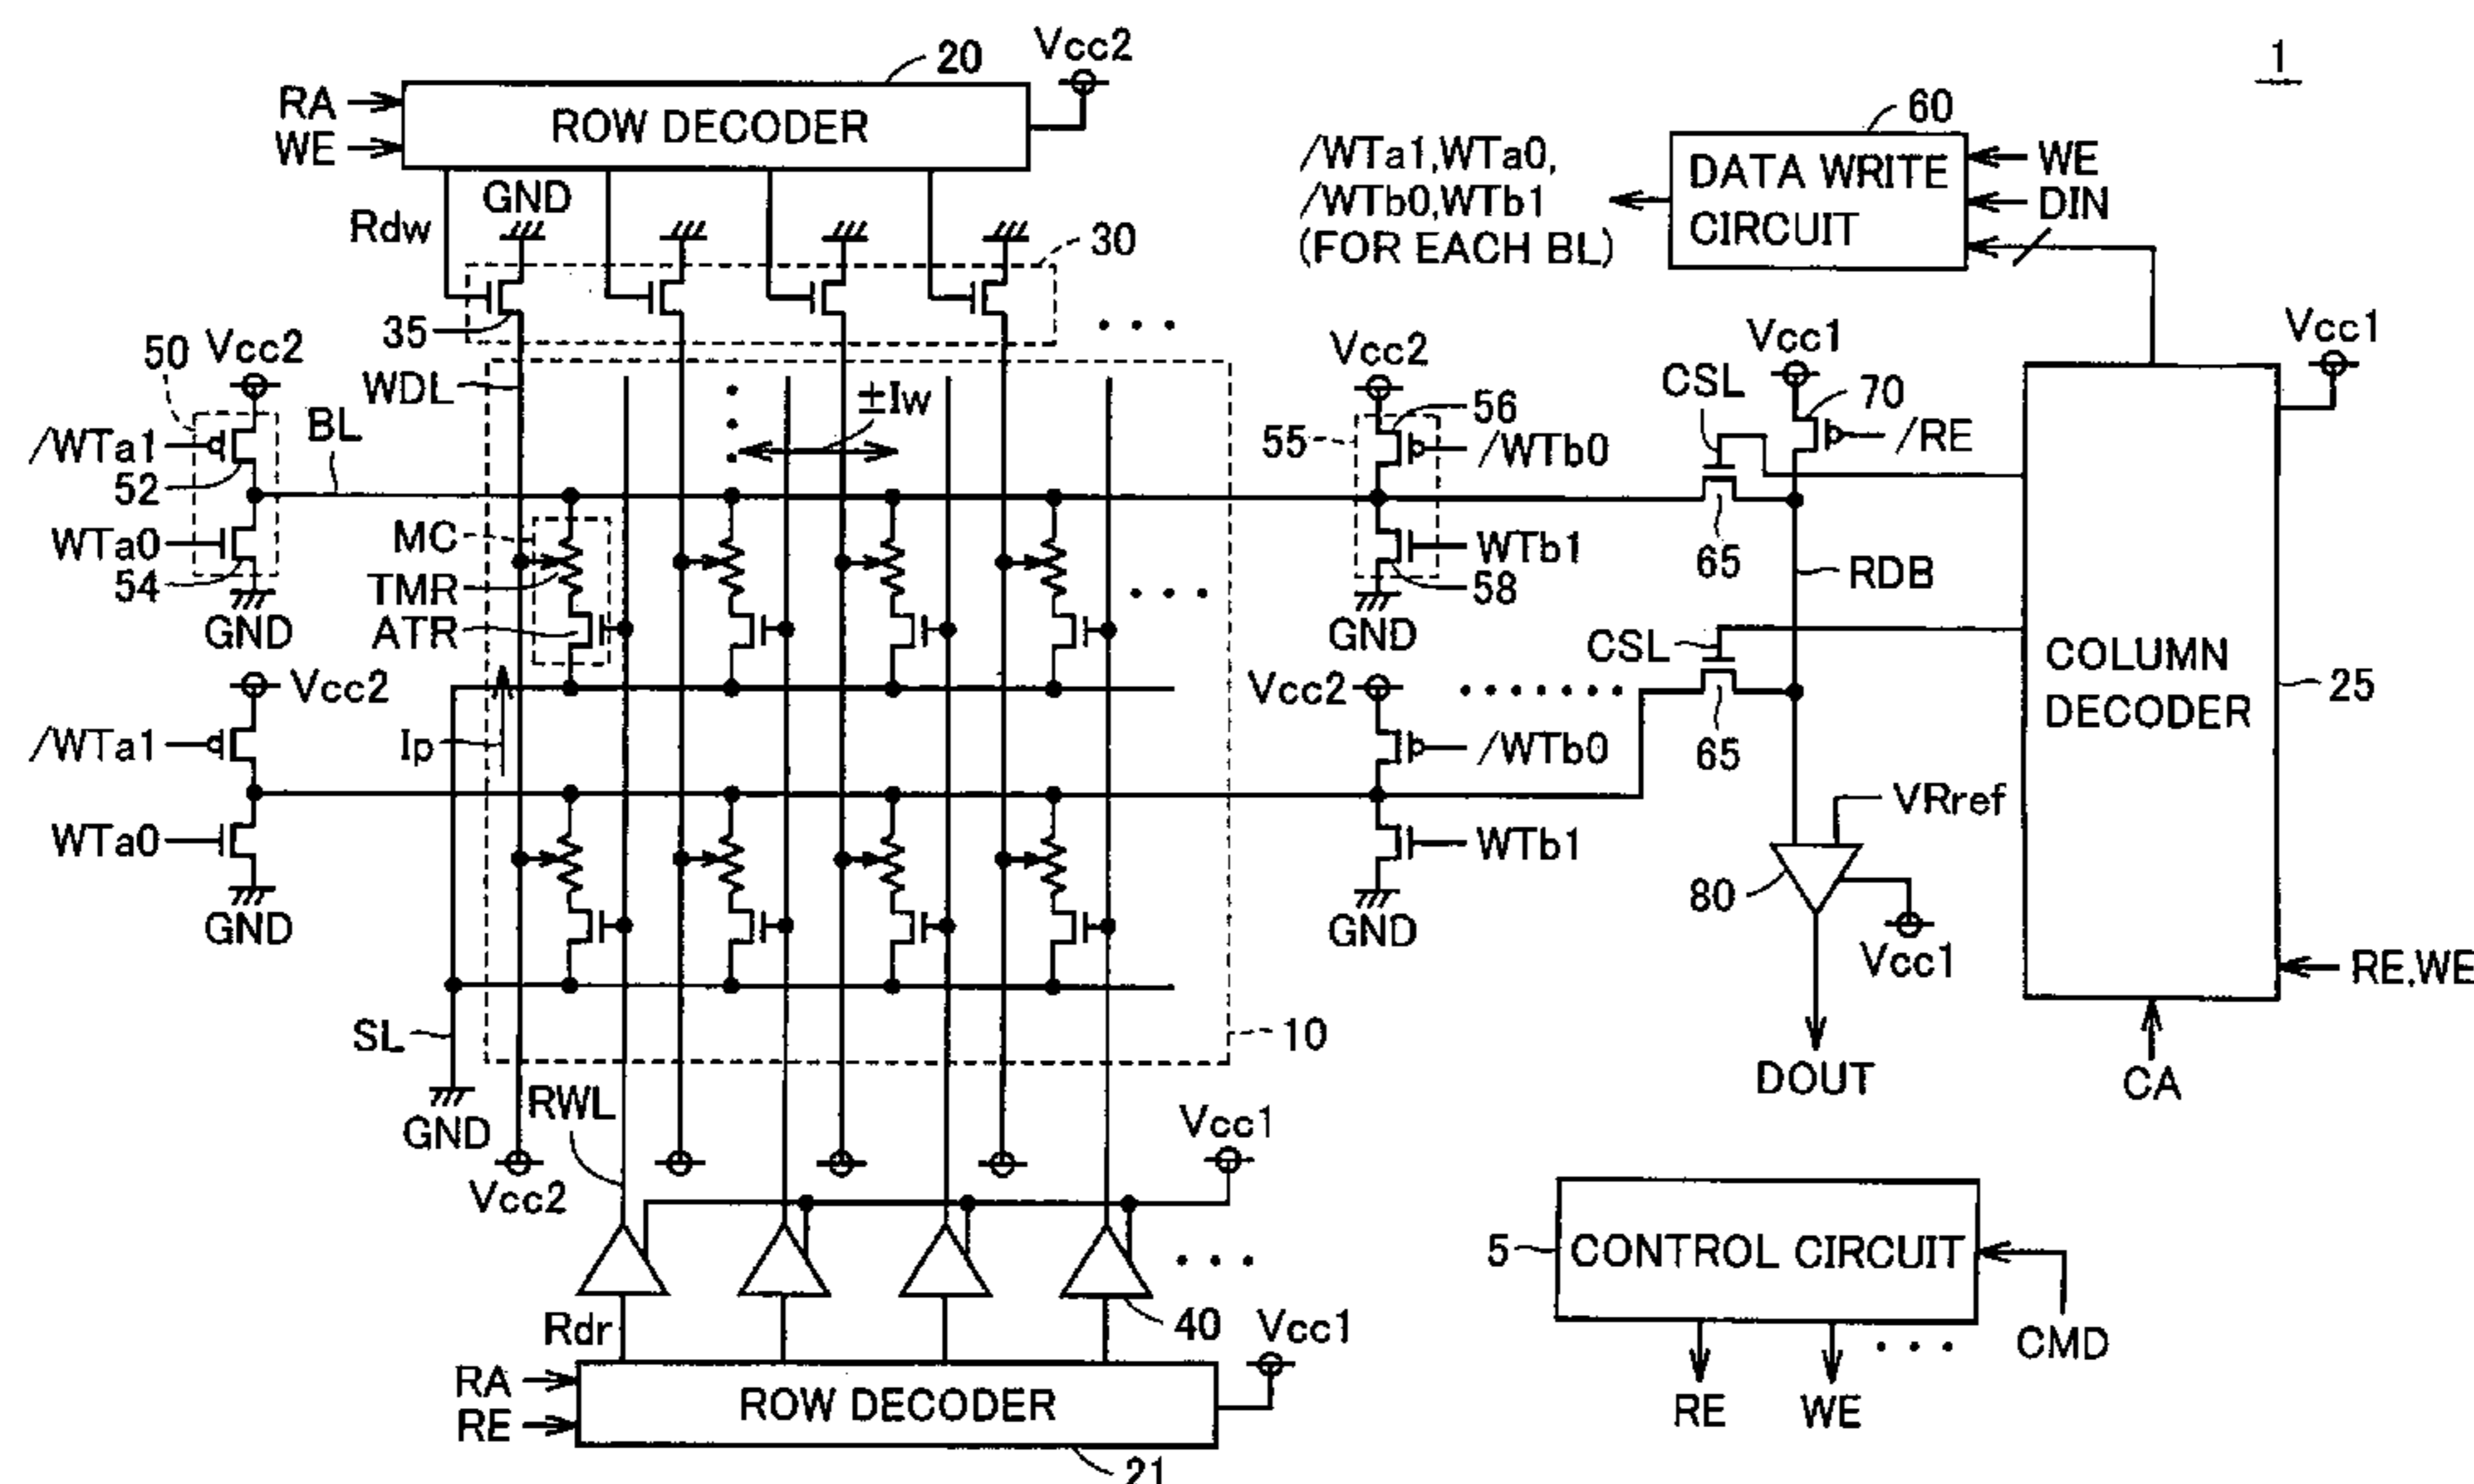 1
20
Vcc2
RA
WE
ROW DECODER
60
/WTa1,WTa0,
/WTb0,WTb1
(FOR EACH BL)
DATA WRITE
CIRCUIT
WE
DIN
GND
Rdw
30
35
. . .
50
Vcc2
WDL
±Iw
Vcc2
CSL
Vcc1
70
Vcc1
/WTa1
52
BL
55
56
/WTb0
/RE
WTa0
54
GND
MC
TMR
ATR
. . .
WTb1
58
GND
65
RDB
CSL
COLUMN
DECODER
25
Vcc2
/WTa1
Ip
Vcc2
. . . . . . .
/WTb0
65
WTa0
GND
WTb1
GND
VRref
80
Vcc1
RE,WE
SL
10
GND
DOUT
CA
RWL
Vcc1
Vcc2
. . .
5
CONTROL CIRCUIT
Rdr
40
Vcc1
CMD
RA
RE
ROW DECODER
RE
WE
. . .
21